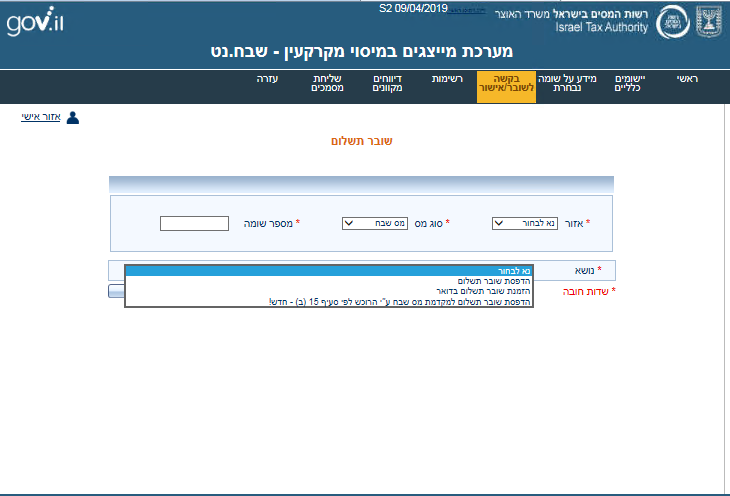 gov.il
S2 09/04/2019
רשות המסים בישראל משרד האוצר
Israel Tax Authority
מערכת מייצגים במיסוי מקרקעין - שבח.נט
ראשי
יישומים כלליים
מידע על שומה נבחרת
בקשה לשובר/אישור
רשימות
דיווחים מקוונים
שליחת מסמכים
עזרה
אזור אישי
שובר תשלום
* אזור
נא לבחור
* סוג מס
מס שבח
* מספר שומה
* נושא
נא לבחור
הדפסת שובר תשלום
הזמנת שובר תשלום בדואר
הדפסת שובר תשלום למקדמת מס שבח ע"י הרוכש לפי סעיף 15 (ב) - חדש!
* שדות חובה